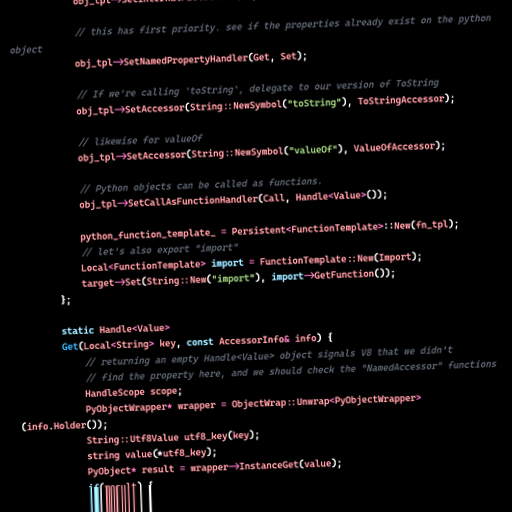 // this has first priority. see if the properties already exist on the python
object
obj_tpl->SetNamedPropertyHandler(Get, Set);
// If we're calling 'toString', delegate to our version of ToString
obj_tpl->SetAccessor(String::NewSymbol("toString"), ToStringAccessor);
// likewise for valueOf
obj_tpl->SetAccessor(String::NewSymbol("valueOf"), ValueOfAccessor);
// Python objects can be called as functions.
obj_tpl->SetCallAsFunctionHandler(Call, Handle<Value>());
python_function_template_ = Persistent<FunctionTemplate>::New(fn_tpl);
// let's also export "import"
Local<FunctionTemplate> import = FunctionTemplate::New(Import);
target->Set(String::New("import"), import->GetFunction());
};
static Handle<Value>
Get(Local<String> key, const AccessorInfo& info) {
// returning an empty Handle<Value> object signals V8 that we didn't
// find the property here, and we should check the "NamedAccessor" functions
HandleScope scope;
PyObjectWrapper* wrapper = ObjectWrap::Unwrap<PyObjectWrapper>
(info.Holder());
String::Utf8Value utf8_key(key);
string value(*utf8_key);
PyObject* result = wrapper->InstanceGet(value);